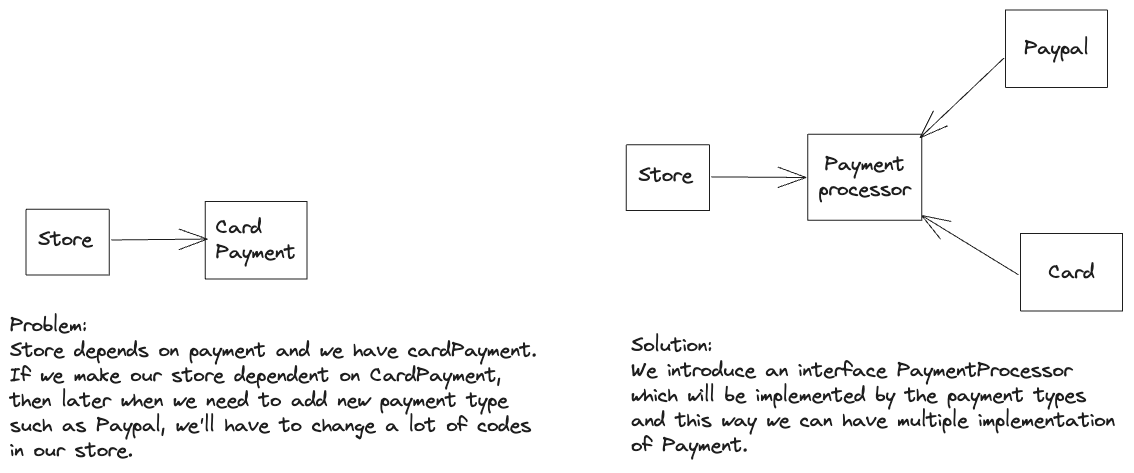 Store
Card
Payment
Problem:
Store depends on payment and we have cardPayment.
If we make our store dependent on CardPayment,
then later when we need to add new payment type
such as Paypal, we'll have to change a lot of codes
in our store.
Paypal
Store
Payment
processor
Card
Solution:
We introduce an interface PaymentProcessor
which will be implemented by the payment types
and this way we can have multiple implementation
of Payment.